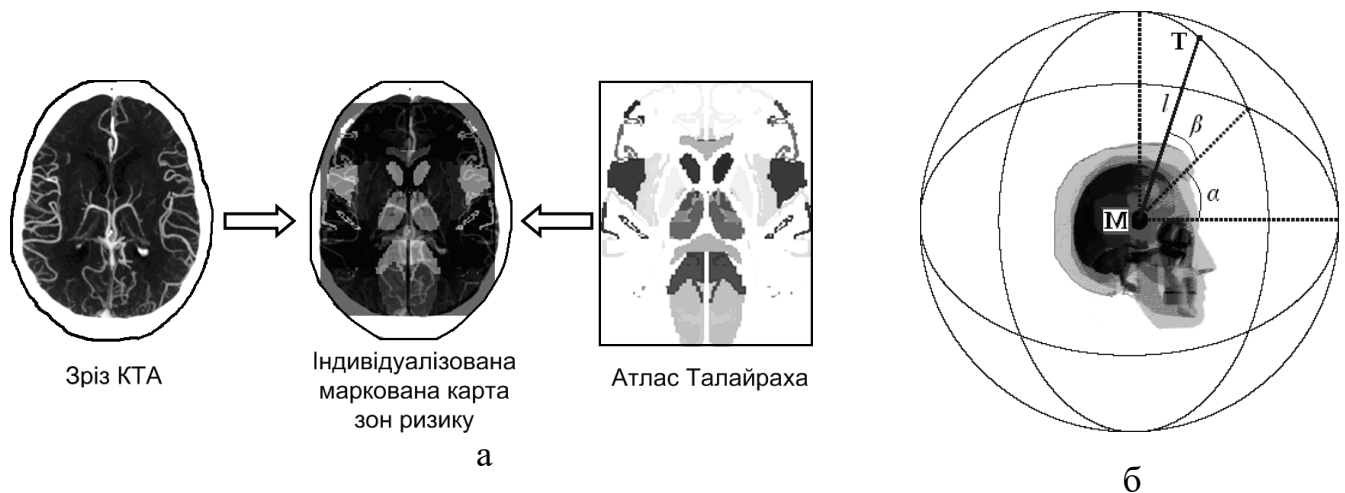 Зріз КТА
Індивідуалізована
маркована карта
зон ризику
Атлас Талайраха
а
T
l
β
α
M
б